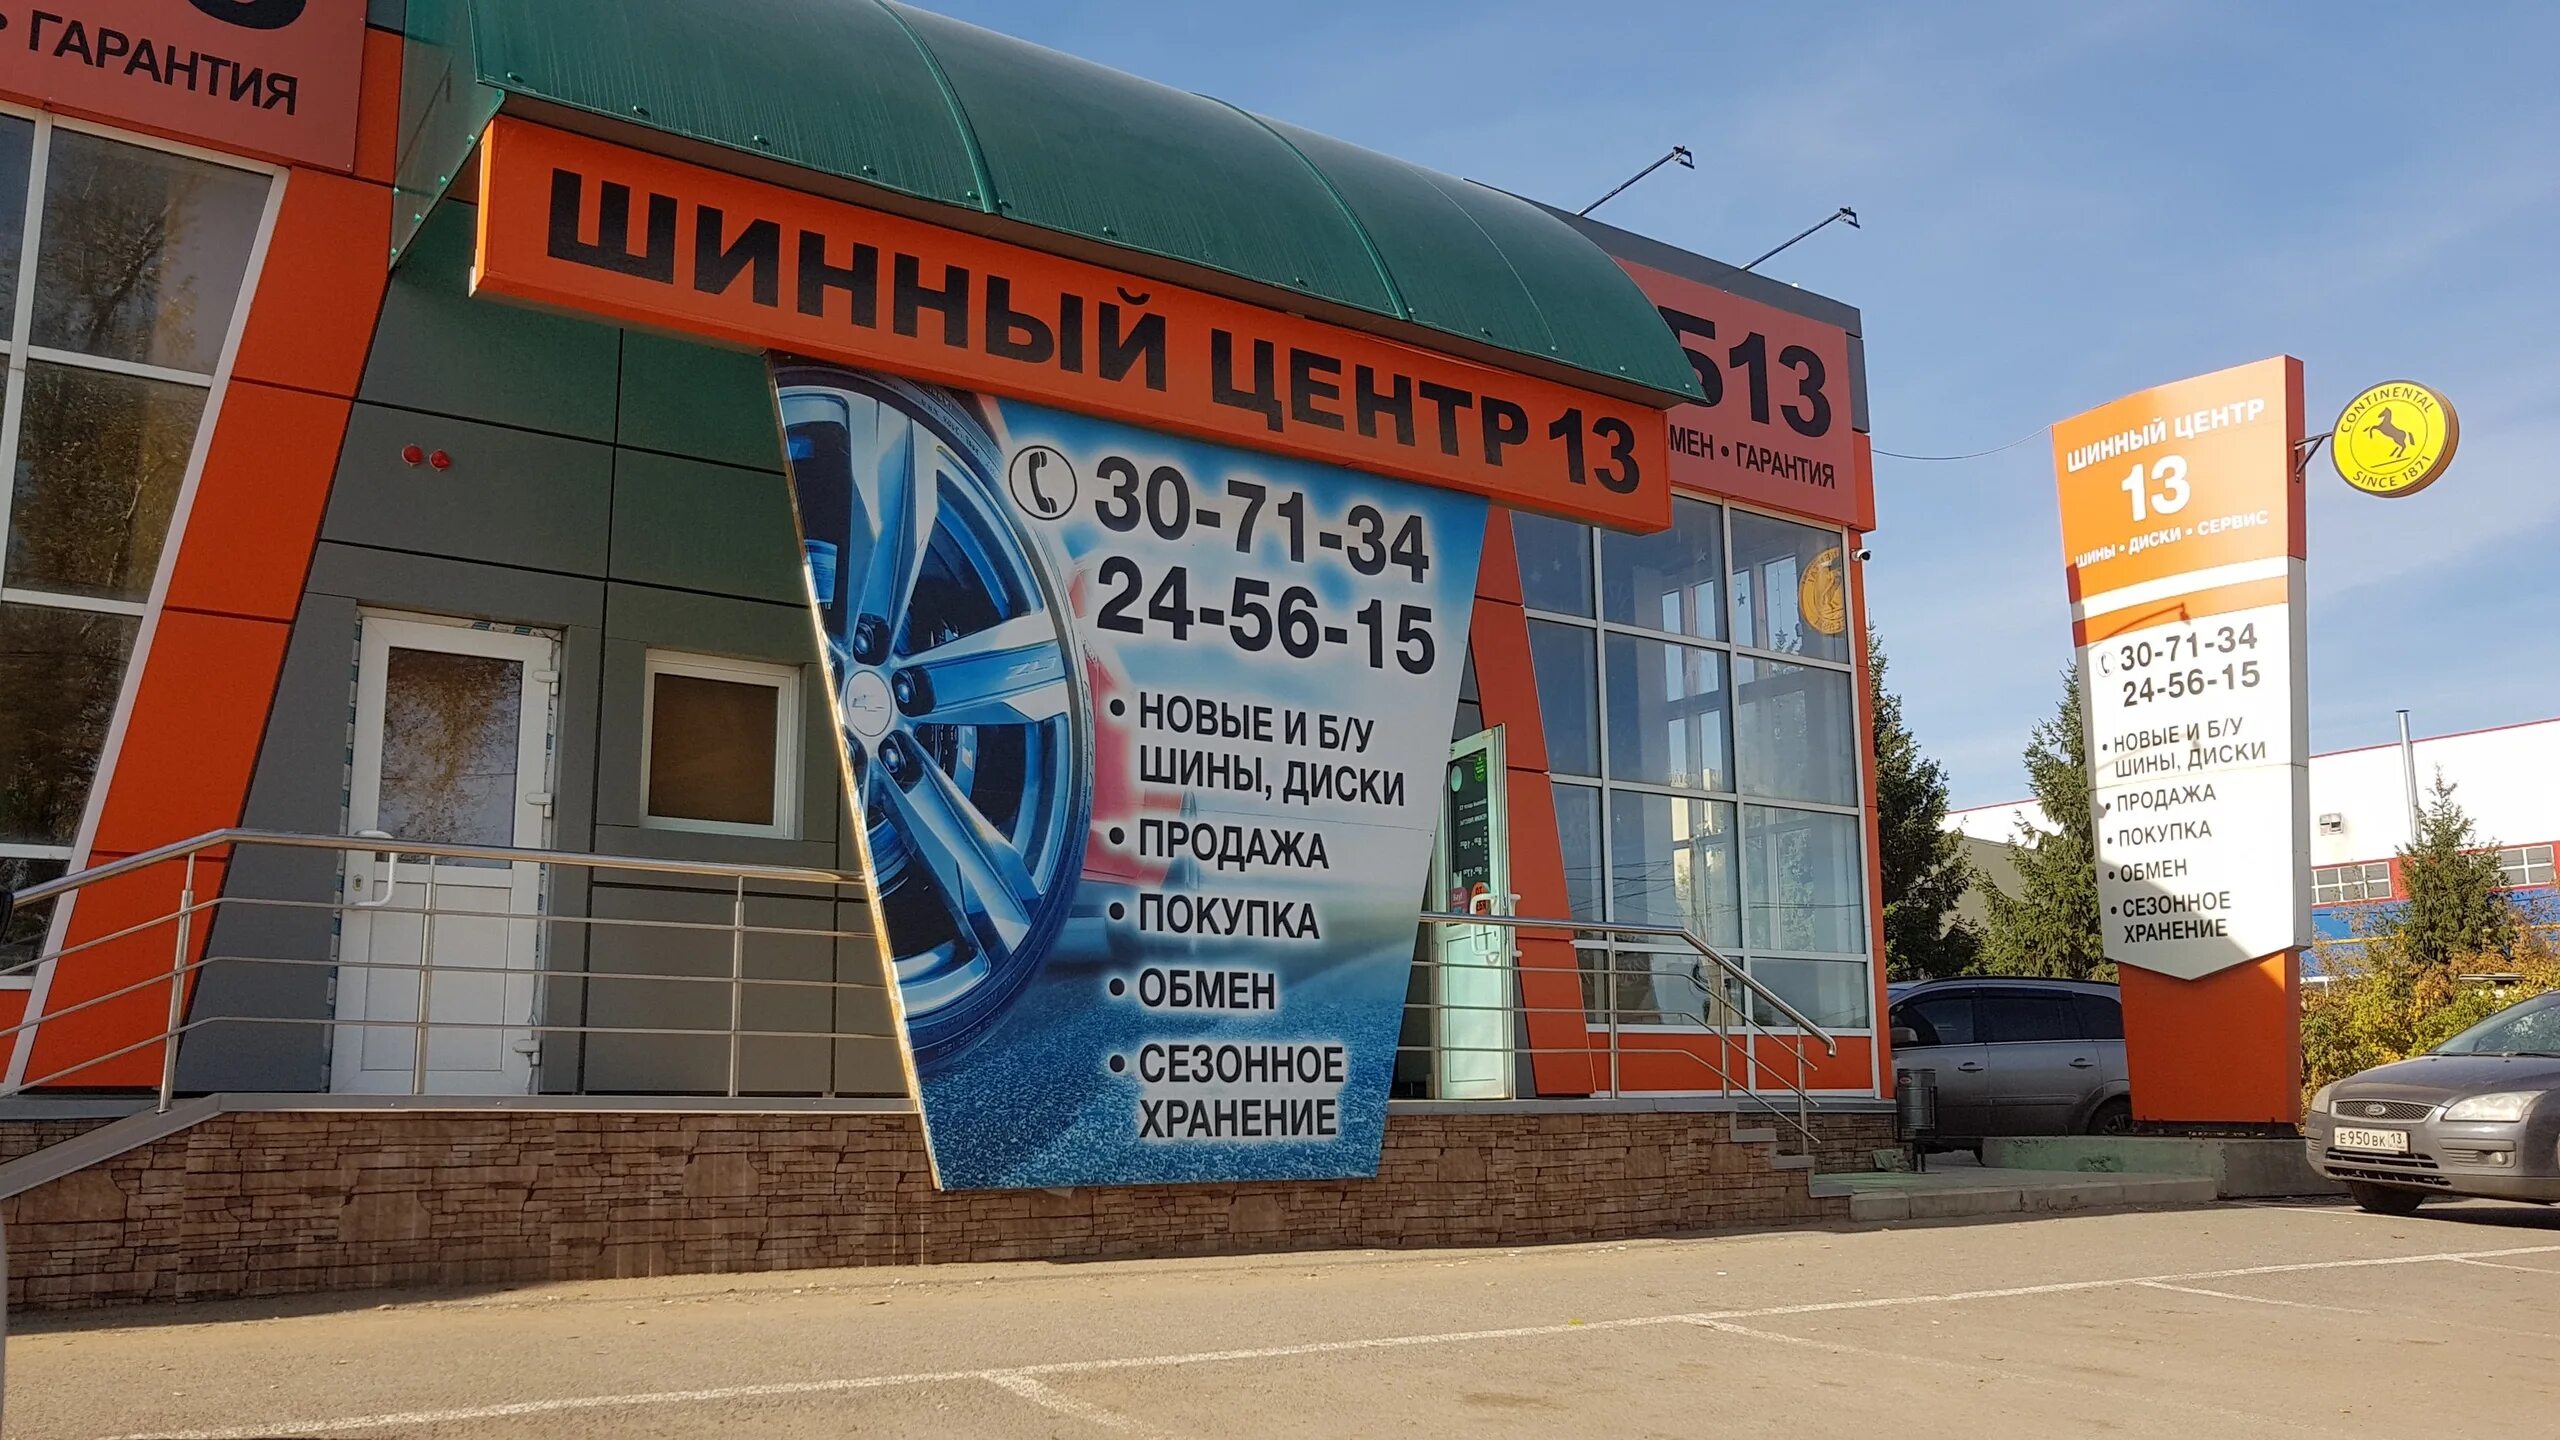 • ГАРАНТИЯ
ШИННЫЙ ЦЕНТР 13
30-71-34
24-56-15
• НОВЫЕ И Б/У
ШИНЫ, ДИСКИ
• ПРОДАЖА
• ПОКУПКА
• ОБМЕН
• СЕЗОННОЕ
ХРАНЕНИЕ
513
МЕН • ГАРАНТИЯ
ШИННЫЙ ЦЕНТР
13
ШИНЫ • ДИСКИ • СЕРВИС
30-71-34
24-56-15
• НОВЫЕ И Б/У
ШИНЫ, ДИСКИ
• ПРОДАЖА
• ПОКУПКА
• ОБМЕН
• СЕЗОННОЕ
ХРАНЕНИЕ
CONTINENTAL
SINCE 1871
Ford
Е950ВК 13